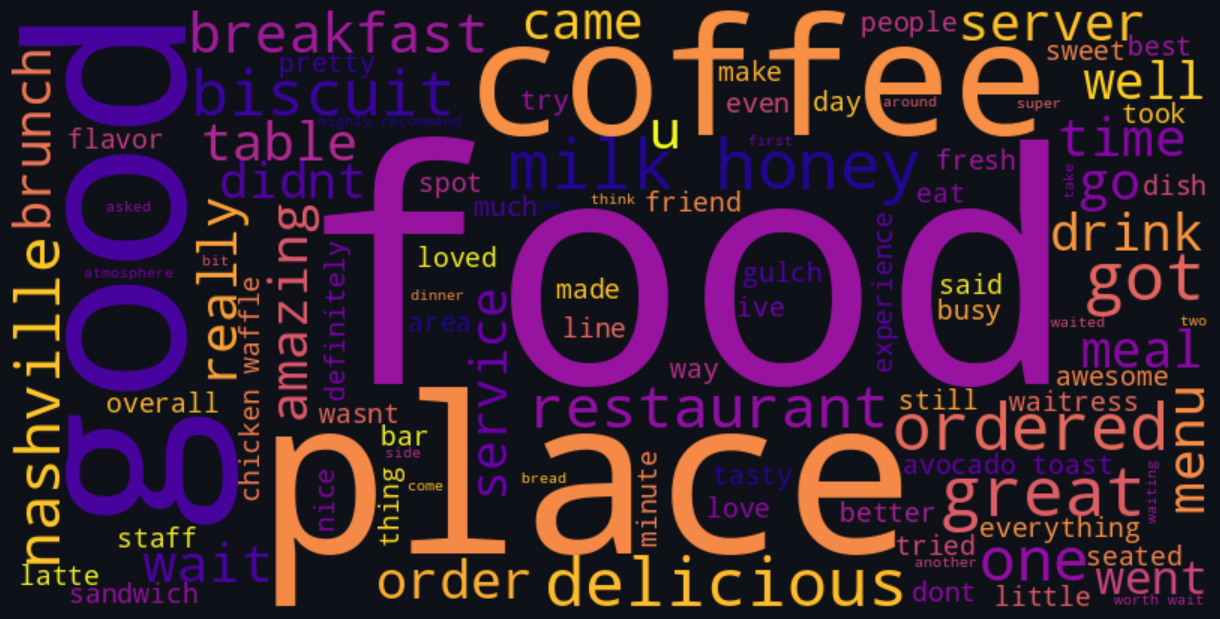 good
breakfast
came
coffee
people
server
pretty
biscuit
highly recommend
make
try
even
day
around
super
sweet
best
well
took
brunch
flavor
table
didnt
u
milk honey
first
fresh
time
take
go
dish
spot
much
think
friend
eat
food
asked
atmosphere
really
bit
amazing
definitely
loved
dinner
area
made
line
gulch
ive
experience
said
busy
drink
got
waited
two
meal
nashville
chicken waffle
service
way
awesome
overall
wasnt
bar
side
restaurant
still
waitress
ordered
menu
place
nice
thing
come
bread
minute
tasty
love
avocado toast
great
waiting
better
everything
staff
wait
latte
sandwich
order
delicious
tried
another
one
seated
went
dont
little
worth wait